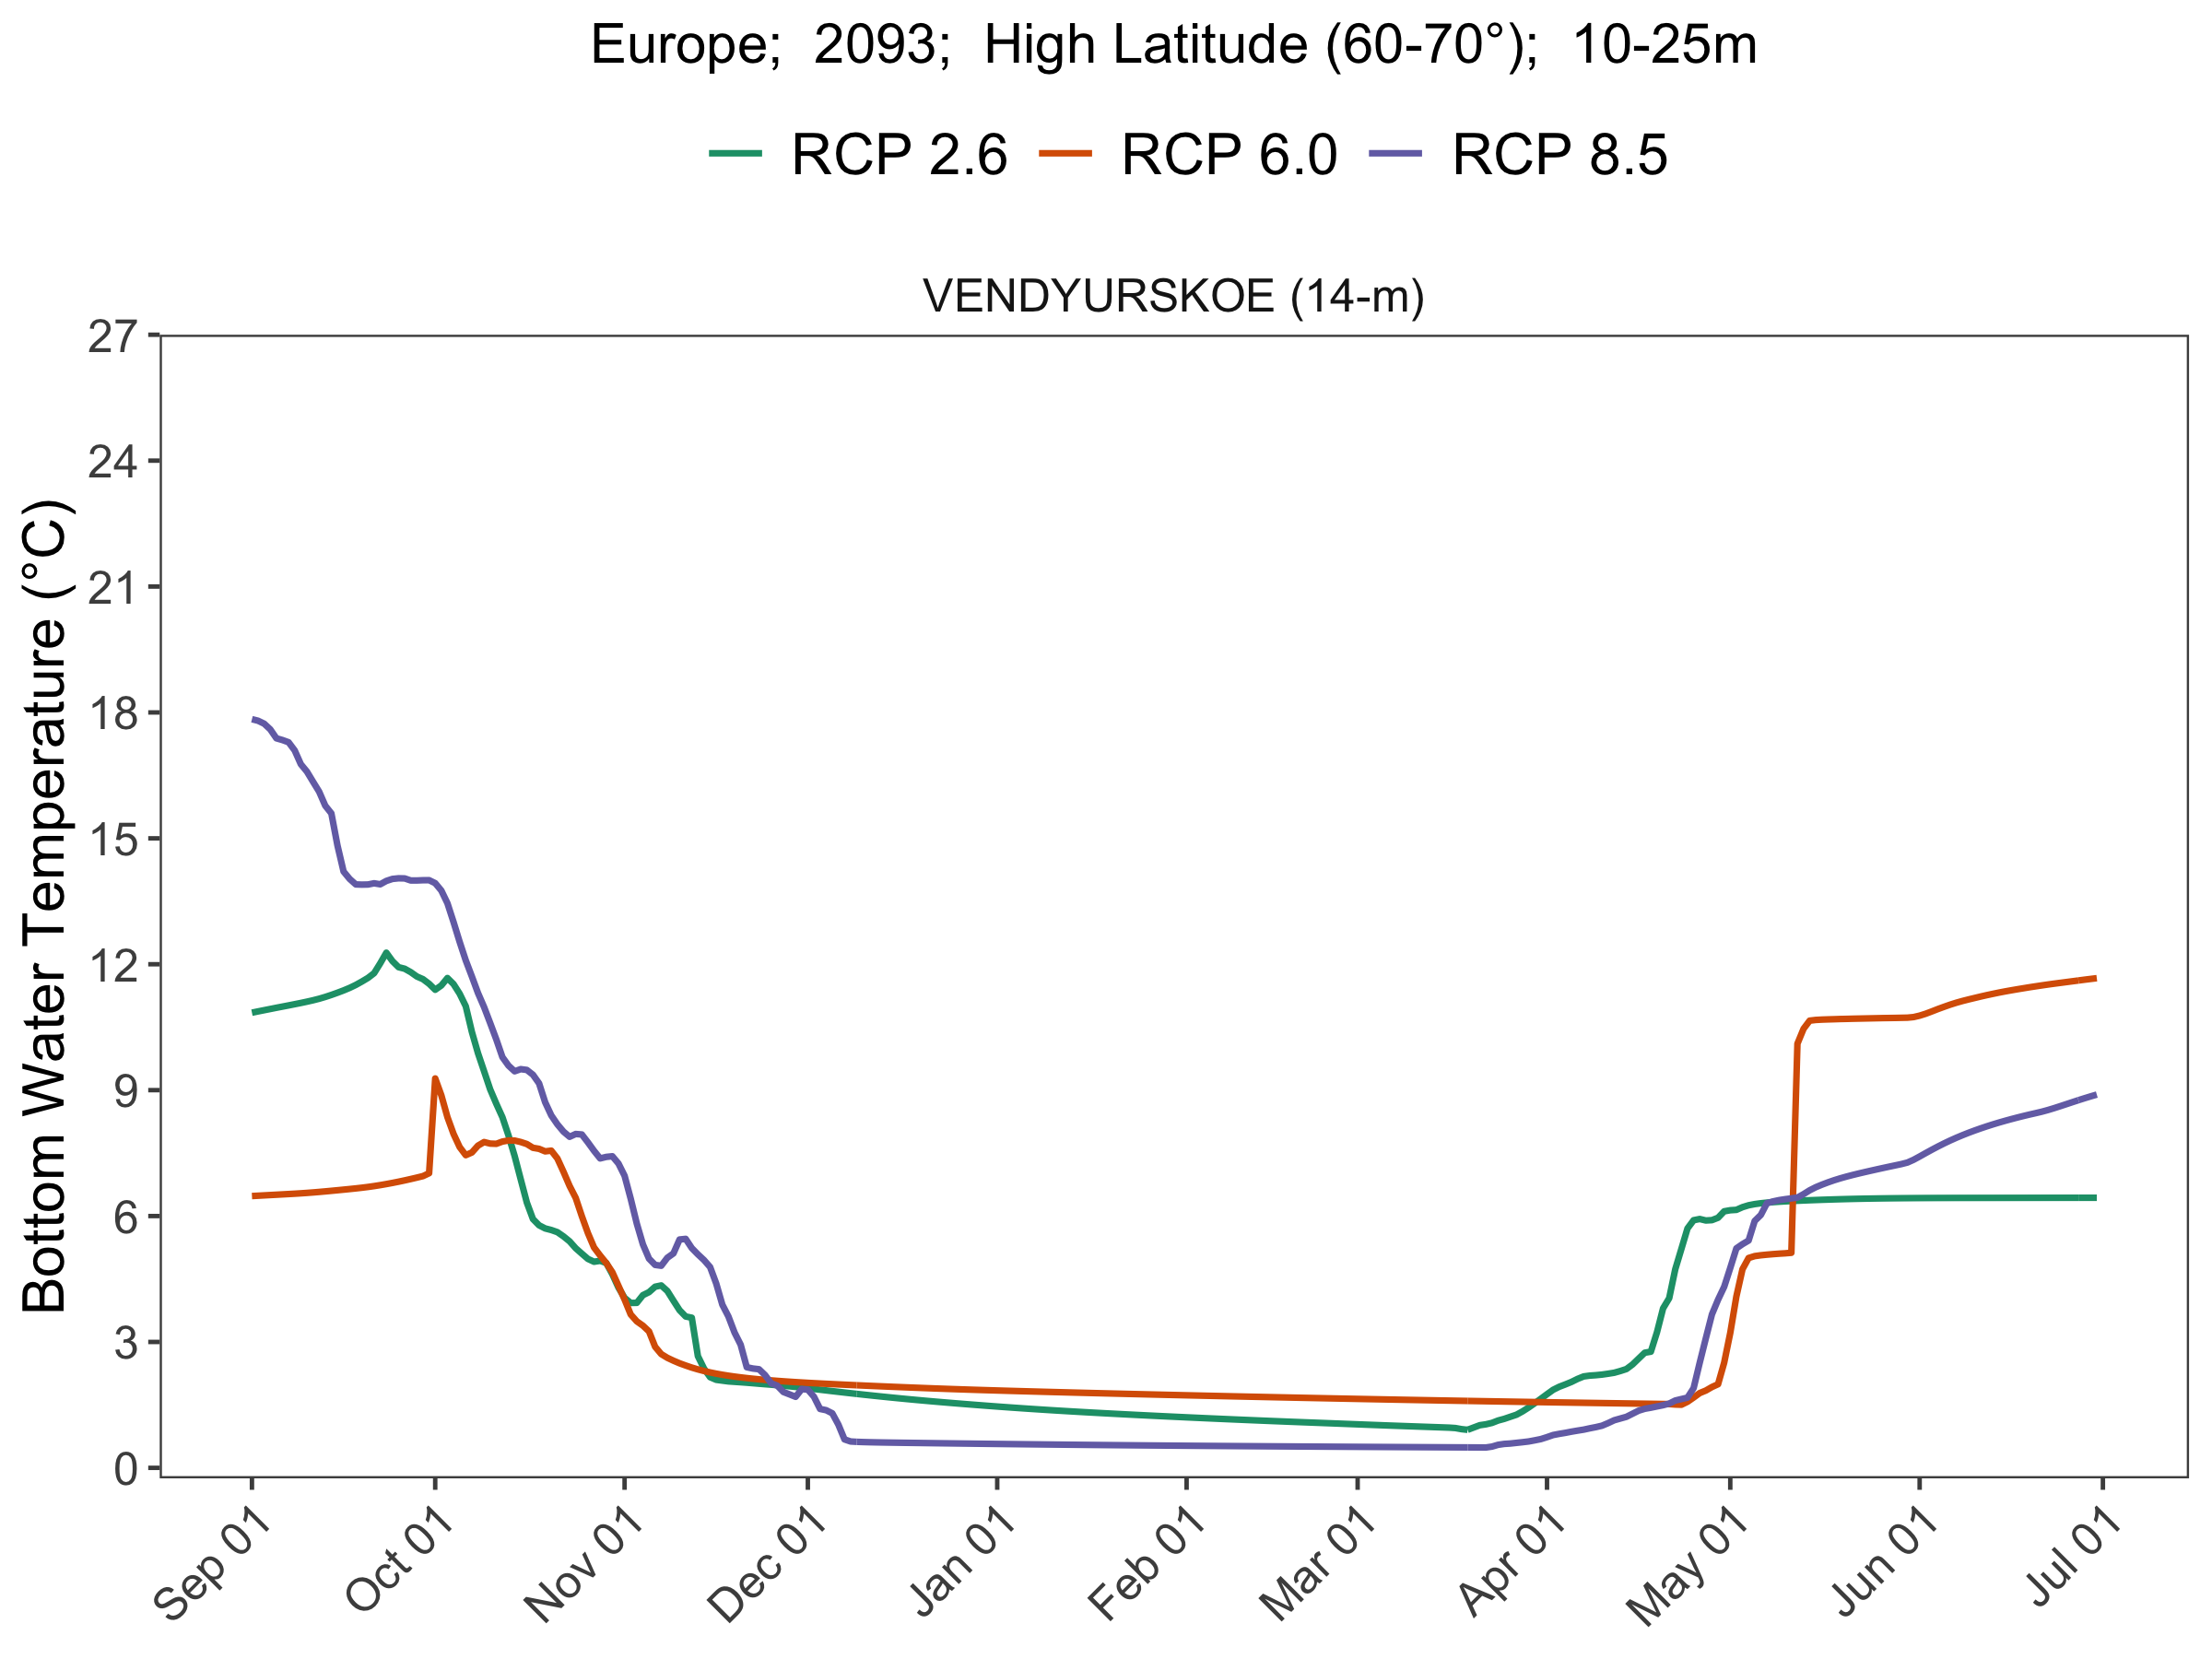 Europe;  2093;  High Latitude (60-70°);  10-25m
RCP 2.6 RCP 6.0 RCP 8.5
VENDYURSKOE (14-m)
Bottom Water Temperature (°C)
27
24
21
18
15
12
9
6
3
0
Sep 01
Oct 01
Nov 01
Dec 01
Jan 01
Feb 01
Mar 01
Apr 01
May 01
Jun 01
Jul 01